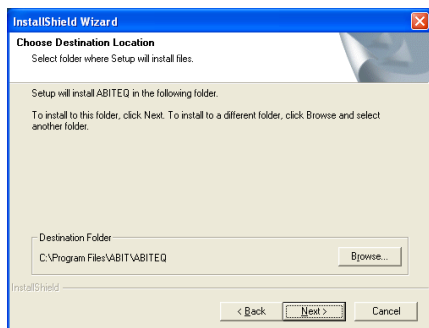 InstallShield Wizard
Choose Destination Location
Select folder where Setup will install files.
Setup will install ABITEQ in the following folder.
To install to this folder, click Next. To install to a different folder, click Browse and select
another folder.
Destination Folder
C:\Program Files\ABIT\ABITEQ
Browse...
InstallShield
< Back
Next >
Cancel